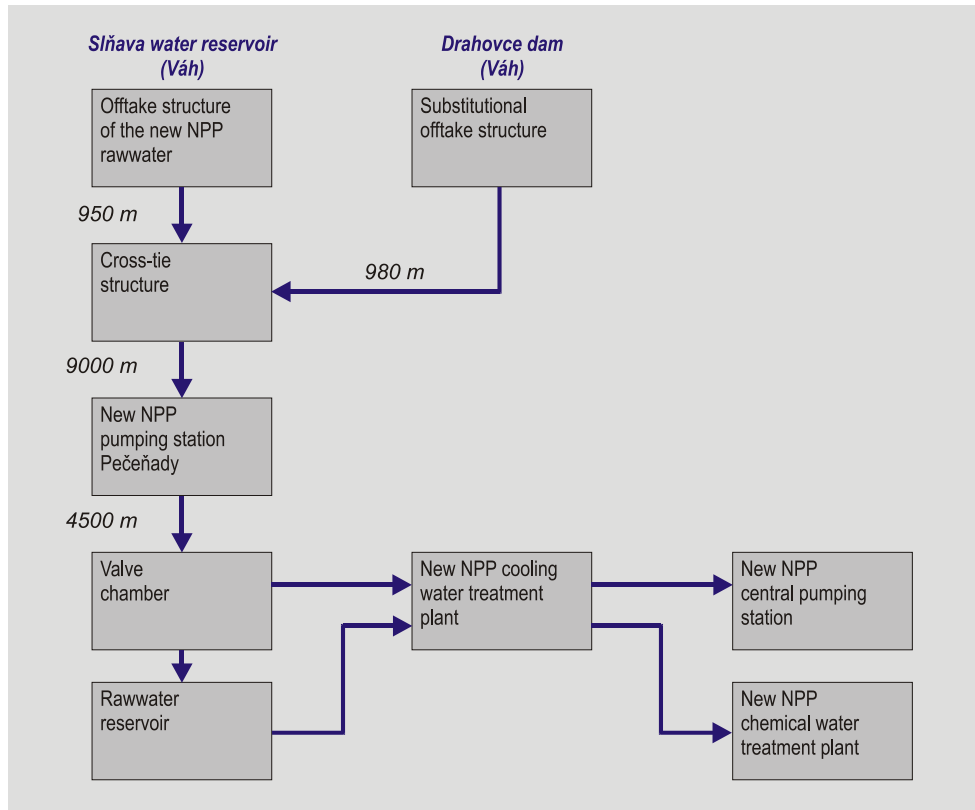 Slňava water reservoir
(Váh)
Drahovce dam
(Váh)
Offtake structure
of the new NPP
rawwater
Substitutional
offtake structure
950 m
Cross-tie
structure
980 m
9000 m
New NPP
pumping station
Pečeňady
4500 m
Valve
chamber
New NPP cooling
water treatment
plant
New NPP
central pumping
station
Rawwater
reservoir
New NPP
chemical water
treatment plant